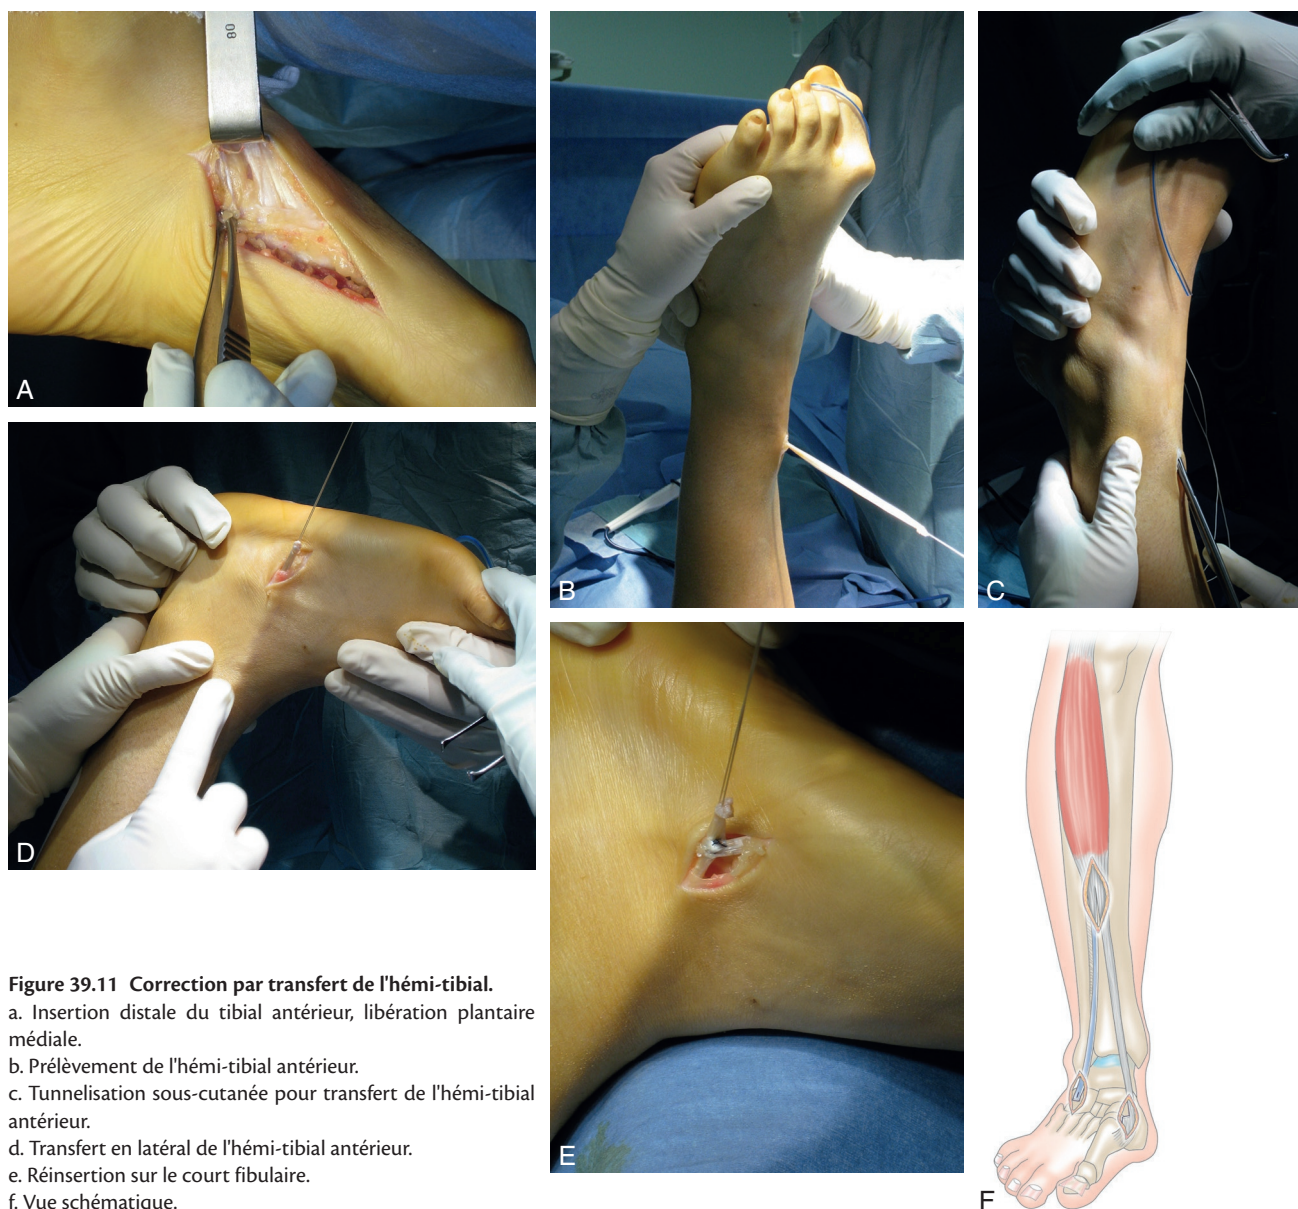 08
A
B
C
D
E
F
Figure 39.11 Correction par transfert de l'hémi-tibial.
a. Insertion distale du tibial antérieur, libération plantaire
médiale.
b. Prélèvement de l'hémi-tibial antérieur.
c. Tunnelisation sous-cutanée pour transfert de l'hémi-tibial
antérieur.
d. Transfert en latéral de l'hémi-tibial antérieur.
e. Réinsertion sur le court fibulaire.
f. Vue schématique.